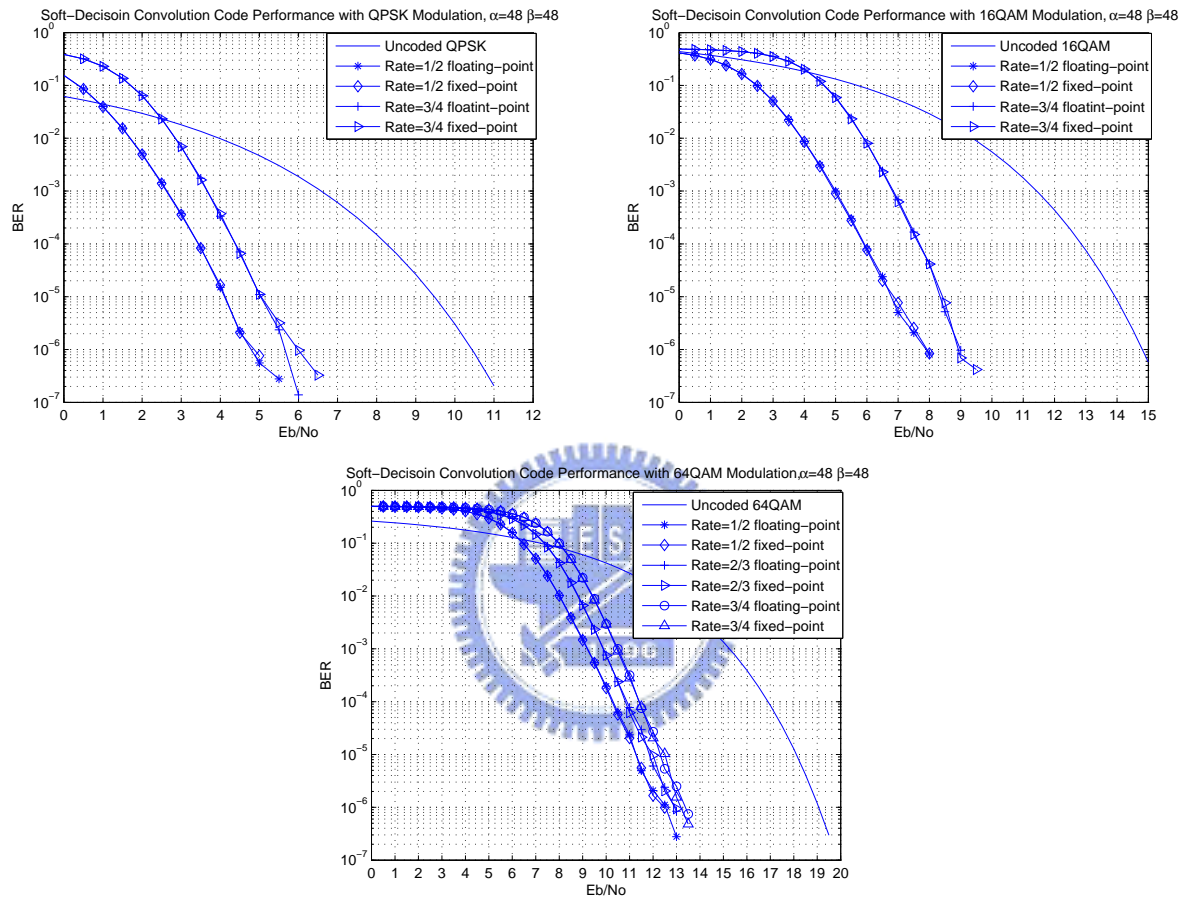 Soft−Decisoin Convolution Code Performance with QPSK Modulation, α=48 β=48
10^0
10^−1
10^−2
10^−3
10^−4
10^−5
10^−6
10^−7
BER
0 1 2 3 4 5 6 7 8 9 10 11 12
Eb/No
Uncoded QPSK
Rate=1/2 floating−point
Rate=1/2 fixed−point
Rate=3/4 floatint−point
Rate=3/4 fixed−point
Soft−Decisoin Convolution Code Performance with 16QAM Modulation, α=48 β=48
10^0
10^−1
10^−2
10^−3
10^−4
10^−5
10^−6
10^−7
BER
0 1 2 3 4 5 6 7 8 9 10 11 12 13 14 15
Eb/No
Uncoded 16QAM
Rate=1/2 floating−point
Rate=1/2 fixed−point
Rate=3/4 floatint−point
Rate=3/4 fixed−point
Soft−Decisoin Convolution Code Performance with 64QAM Modulation,α=48 β=48
10^0
10^−1
10^−2
10^−3
10^−4
10^−5
10^−6
10^−7
BER
0 1 2 3 4 5 6 7 8 9 10 11 12 13 14 15 16 17 18 19 20
Eb/No
Uncoded 64QAM
Rate=1/2 floating−point
Rate=1/2 fixed−point
Rate=2/3 floating−point
Rate=2/3 fixed−point
Rate=3/4 floating−point
Rate=3/4 fixed−point